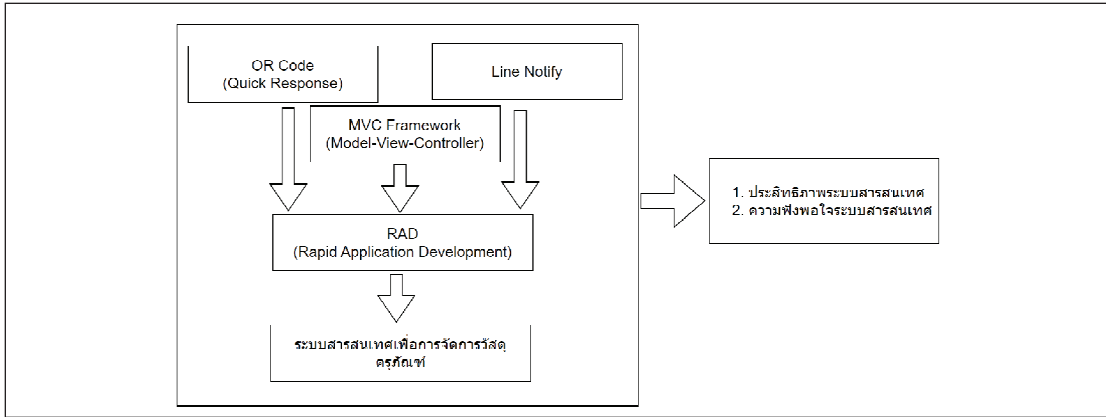 OR Code
(Quick Response)
Line Notify
MVC Framework
(Model-View-Controller)
RAD
(Rapid Application Development)
ระบบสารสนเทศเพื่อการจัดการวัสดุ
ครุภัณฑ์
1. ประสิทธิภาพระบบสารสนเทศ
2. ความฟังพอใจระบบสารสนเทศ